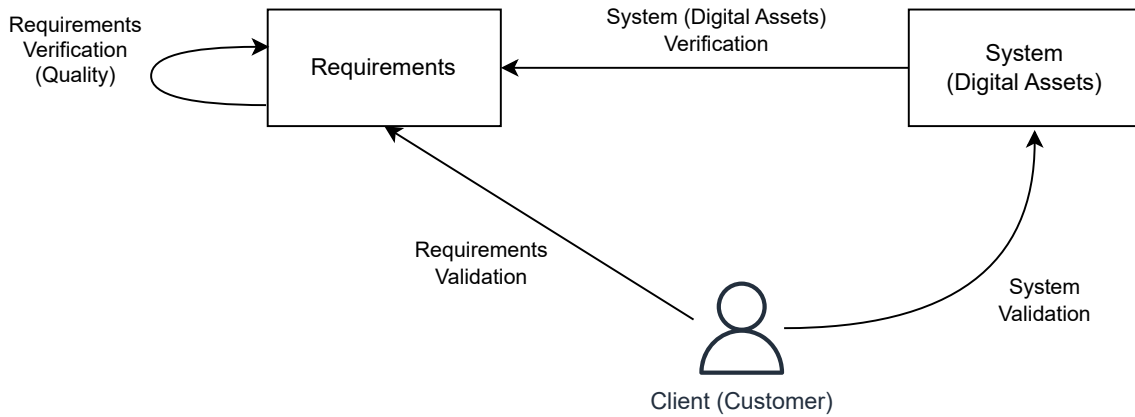 Requirements
Verification
(Quality)
Requirements
System (Digital Assets)
Verification
System
(Digital Assets)
Requirements
Validation
System
Validation
Client (Customer)